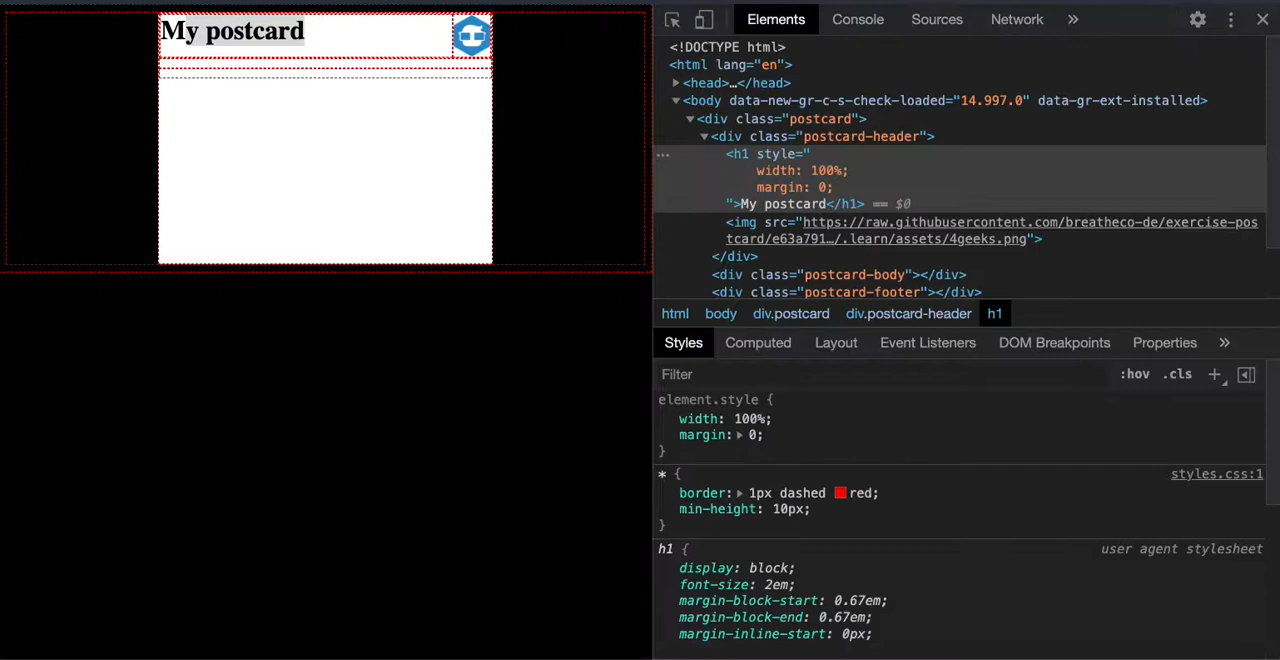 My postcard
Elements Console Sources Network »
<!DOCTYPE html>
<html lang="en">
<head>…</head>
<body data-new-gr-c-s-check-loaded="14.997.0" data-gr-ext-installed>
<div class="postcard">
<div class="postcard-header">
<h1 style="
width: 100%;
margin: 0;
">My postcard</h1> == $0
<img src="https://raw.githubusercontent.com/breatheco-de/exercise-pos
tcard/e63a791…/.learn/assets/4geeks.png">
</div>
<div class="postcard-body"></div>
<div class="postcard-footer"></div>
html body div.postcard div.postcard-header h1
Styles Computed Layout Event Listeners DOM Breakpoints Properties »
Filter :hov .cls +
element.style {
width: 100%;
margin: 0;
}
* { styles.css:1
border: 1px dashed red;
min-height: 10px;
}
h1 { user agent stylesheet
display: block;
font-size: 2em;
margin-block-start: 0.67em;
margin-block-end: 0.67em;
margin-inline-start: 0px;